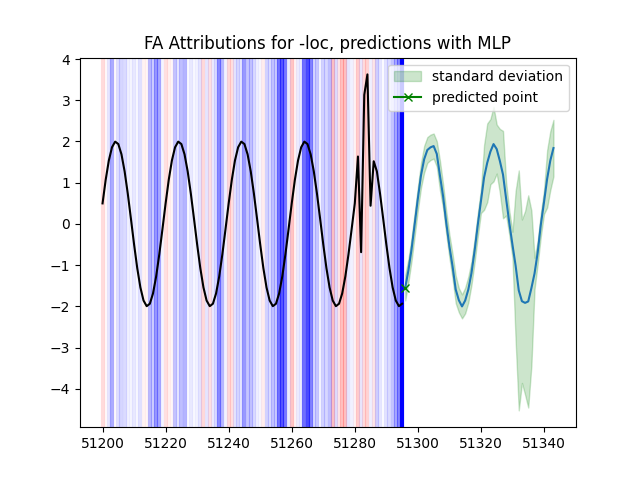 FA Attributions for -loc, predictions with MLP
standard deviation
predicted point
4
3
2
1
0
−1
−2
−3
−4
51200 51220 51240 51260 51280 51300 51320 51340